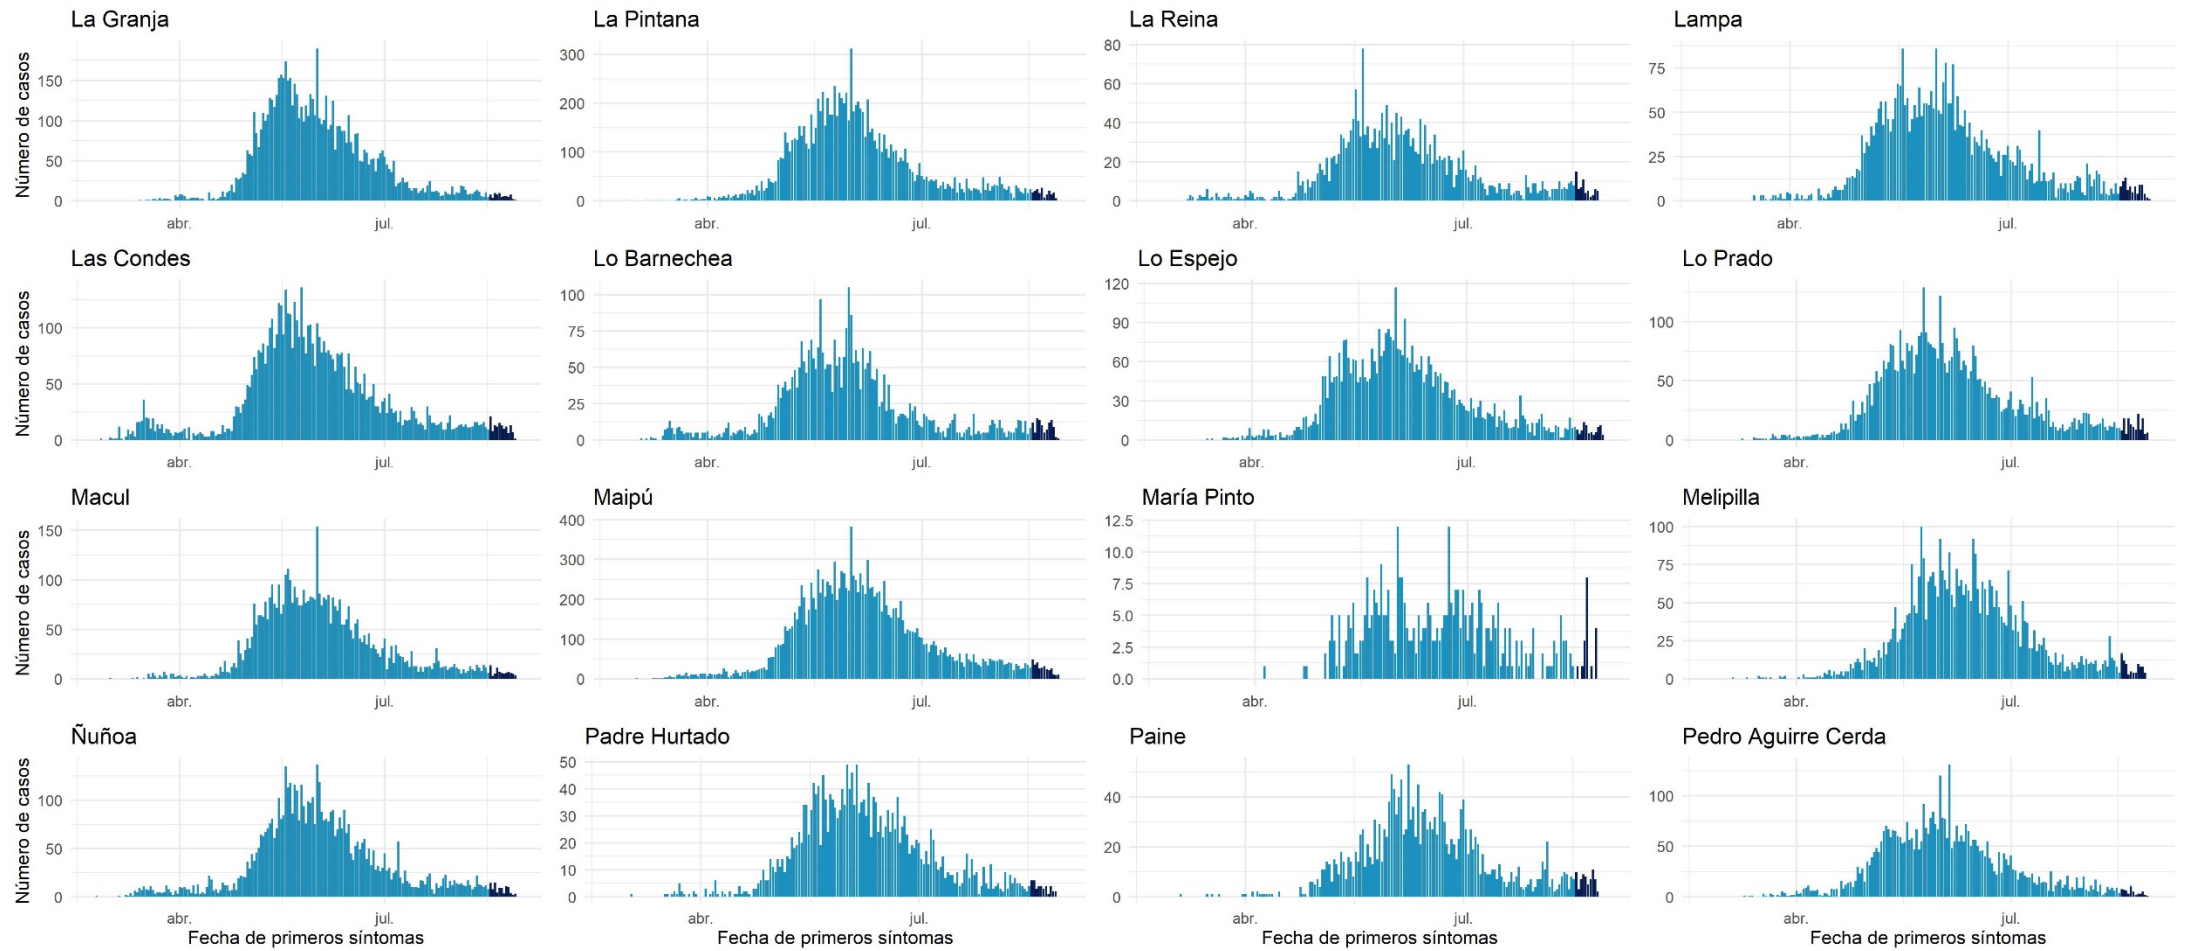 La Granja
La Pintana
La Reina
Lampa
Número de casos
150
100
50
0
abr.
jul.
300
200
100
0
abr.
jul.
80
60
40
20
0
abr.
jul.
75
50
25
0
abr.
jul.
Las Condes
Lo Barnechea
Lo Espejo
Lo Prado
Número de casos
100
50
0
abr.
jul.
100
75
50
25
0
abr.
jul.
120
90
60
30
0
abr.
jul.
100
50
0
abr.
jul.
Macul
Maipú
María Pinto
Melipilla
Número de casos
150
100
50
0
abr.
jul.
400
300
200
100
0
abr.
jul.
12.5
10.0
7.5
5.0
2.5
0.0
abr.
jul.
100
75
50
25
0
abr.
jul.
Ñuñoa
Padre Hurtado
Paine
Pedro Aguirre Cerda
Número de casos
100
50
0
abr.
jul.
Fecha de primeros síntomas
50
40
30
20
10
0
abr.
jul.
Fecha de primeros síntomas
40
20
0
abr.
jul.
Fecha de primeros síntomas
100
50
0
abr.
jul.
Fecha de primeros síntomas